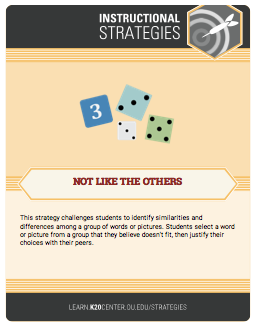 INSTRUCTIONAL
STRATEGIES
3
NOT LIKE THE OTHERS
This strategy challenges students to identify similarities and
differences among a group of words or pictures. Students select a word
or picture from a group that they believe doesn't fit, then justify their
choices with their peers.
LEARN.K20CENTER.OU.EDU/STRATEGIES